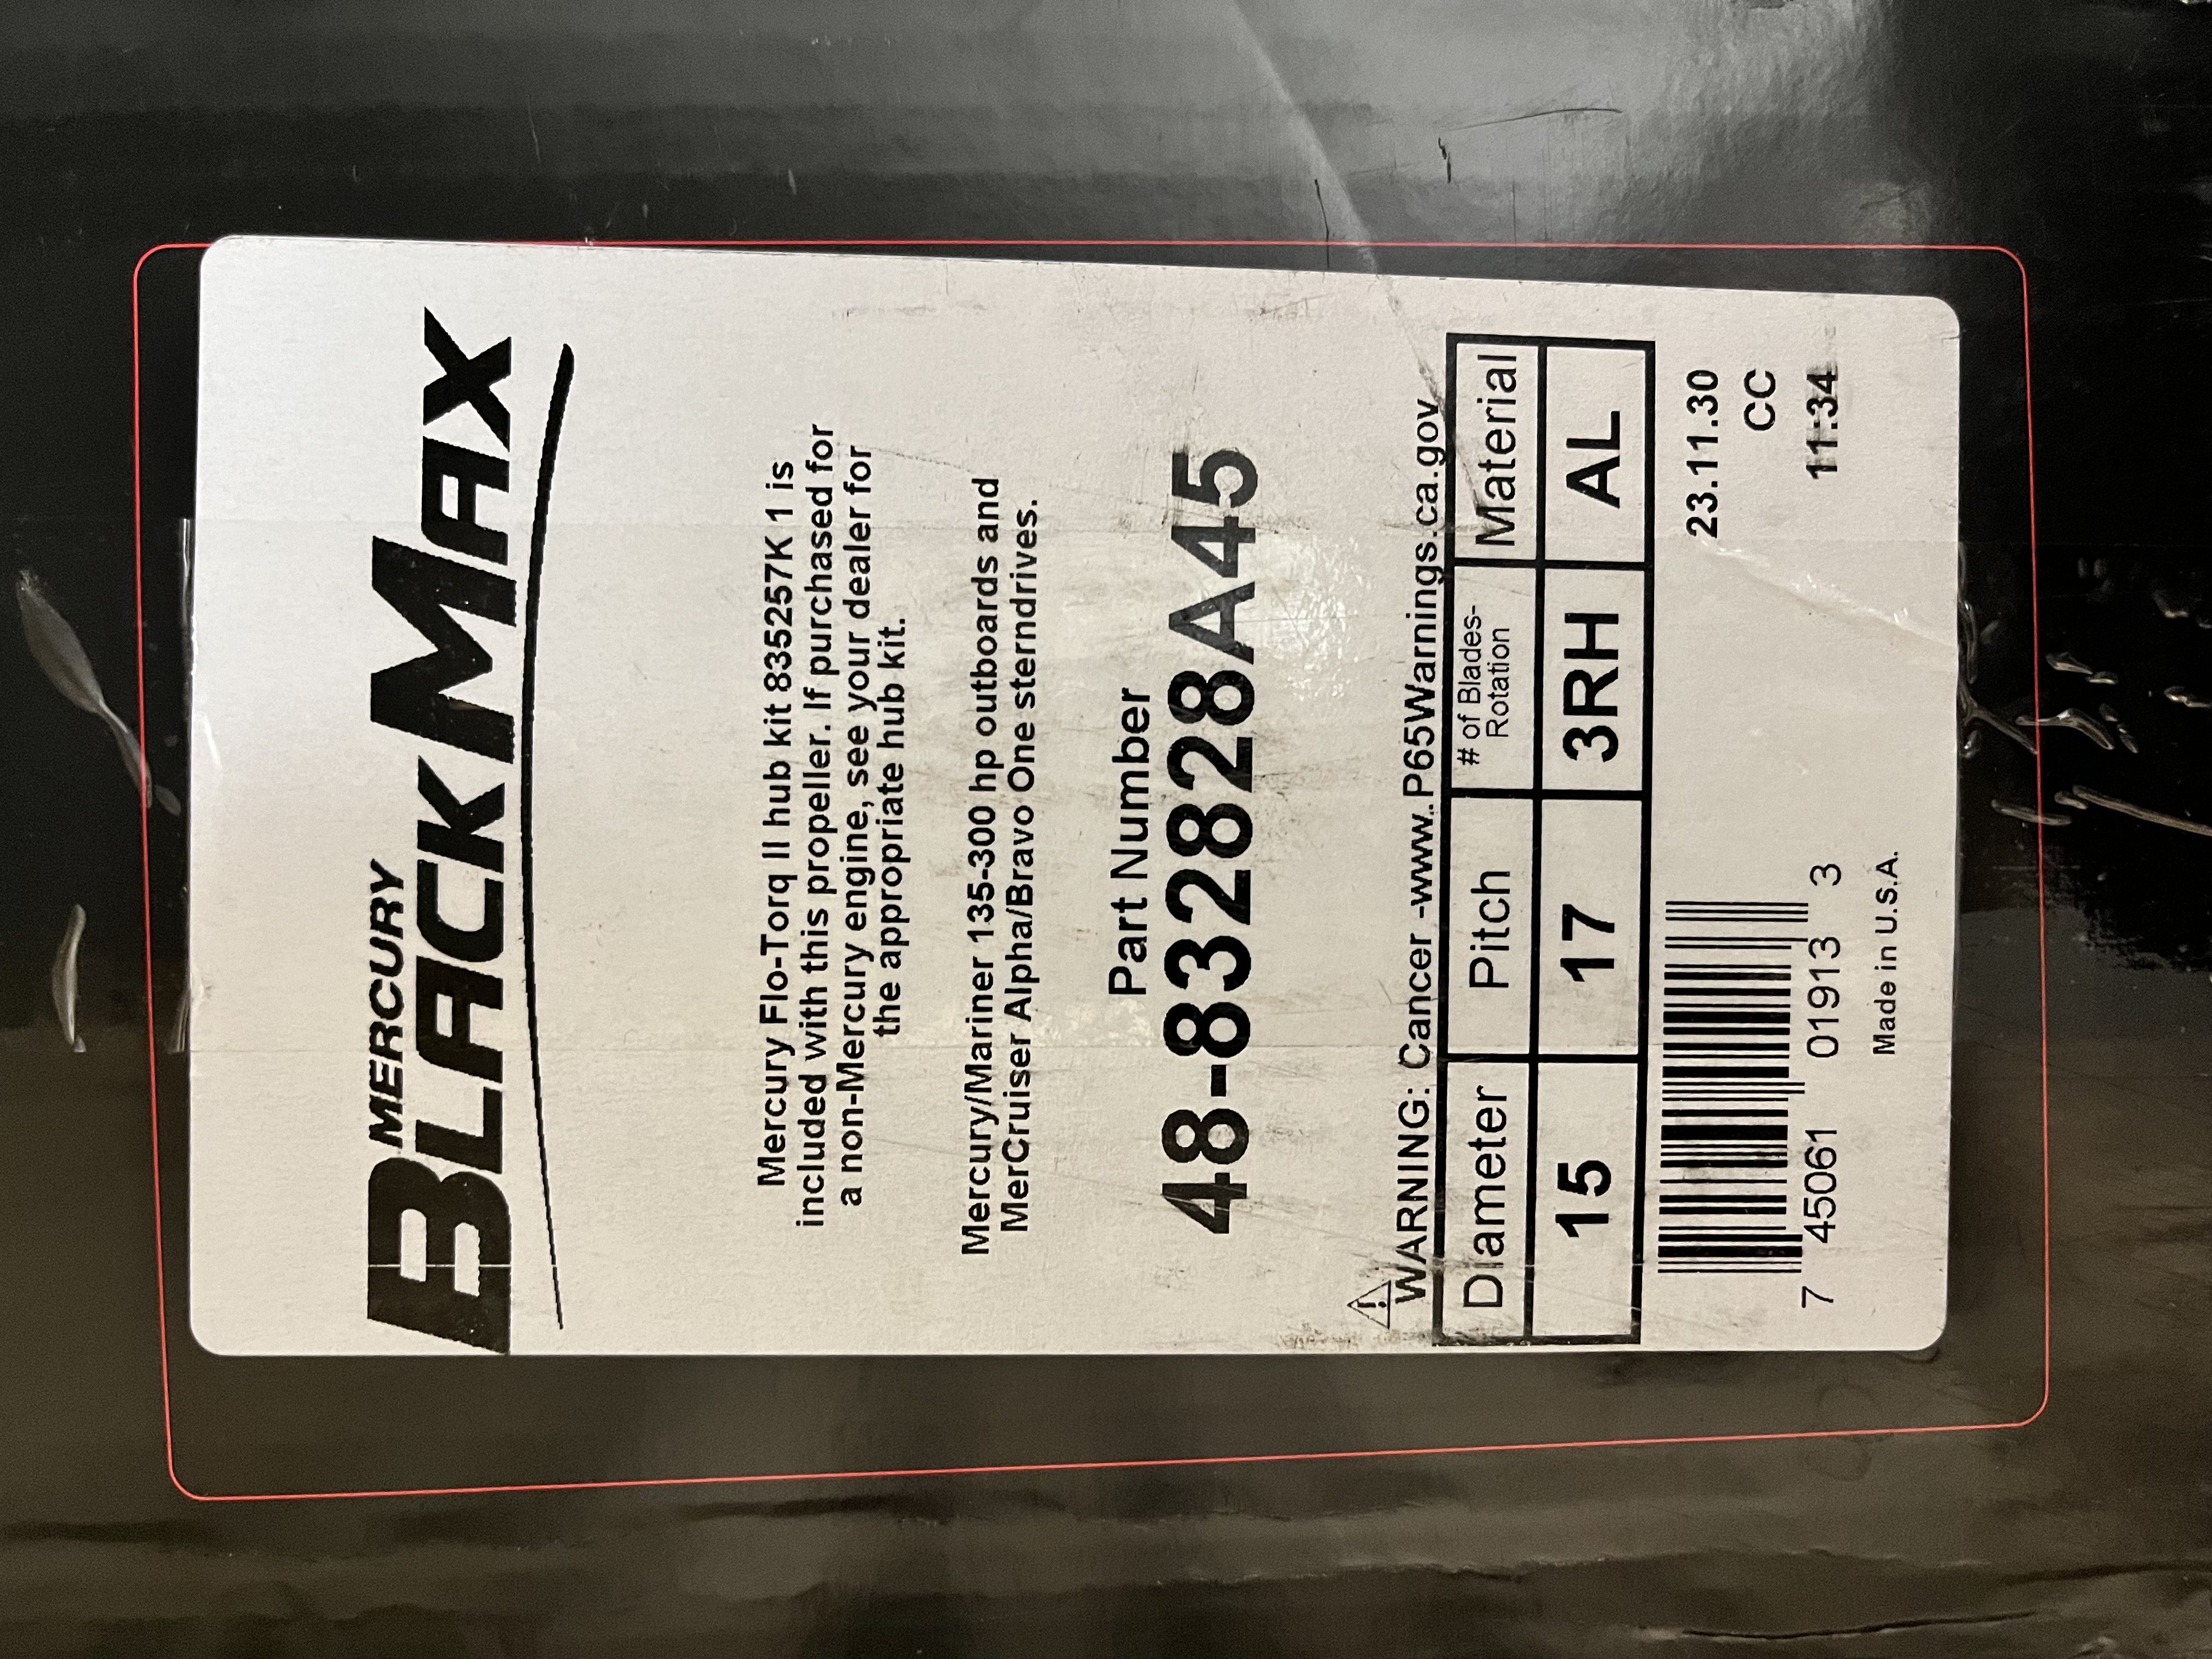 MERCURY
BLACK MAX
Mercury Flo-Torq II hub kit 835257K 1 is
included with this propeller. If purchased for
a non-Mercury engine, see your dealer for
the appropriate hub kit.
Mercury/Mariner 135-300 hp outboards and
MerCruiser Alpha/Bravo One sterndrives.
Part Number
48-832828A45
⚠ WARNING: Cancer -www.P65Warnings.ca.gov
Diameter Pitch # of Blades-Rotation Material
15 17 3RH AL
23.11.30
CC
11:34
7 45061 01913 3
Made in U.S.A.